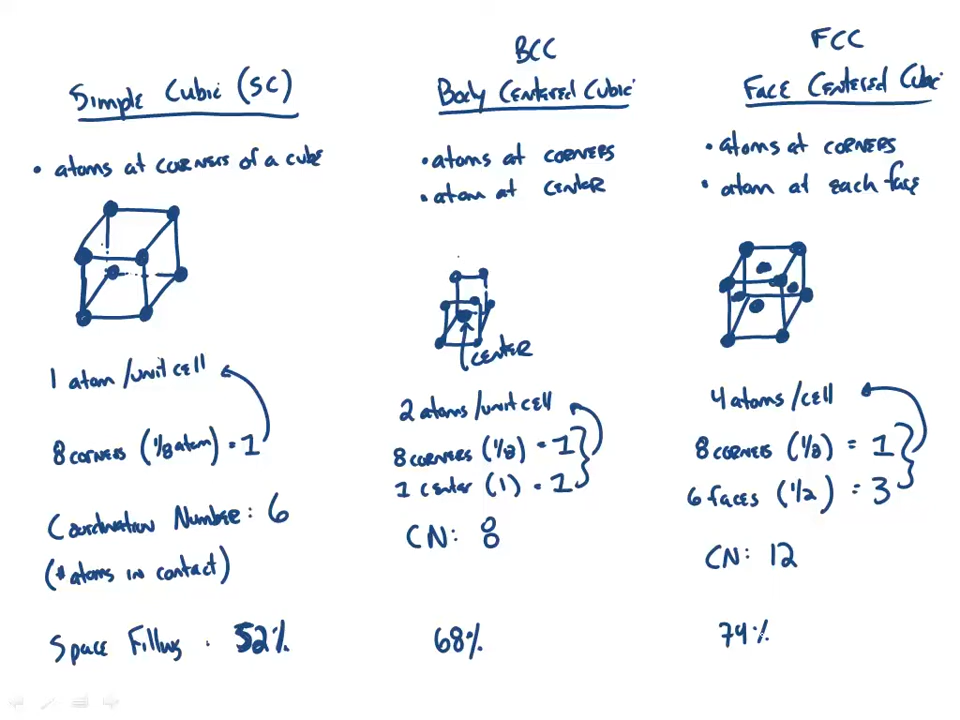 Simple Cubic (SC)
• atoms at CORNERS of a cube
1 atom/unit cell
8 CORNERS (1/8 atom) = 1
Coordination Number: 6
(# atoms in contact)
Space Filling . 52%
BCC
Body Centered Cubic
• atoms at CORNERS
• atom at CENTER
CENTER
2 atoms/unit cell
8 CORNERS (1/8) = 1
1 center (1) = 1
CN: 8
68%
FCC
Face Centered Cubic
• atoms at CORNERS
• atom at each face
4 atoms/cell
8 CORNERS (1/8) = 1
6 faces (1/2) = 3
CN: 12
74%